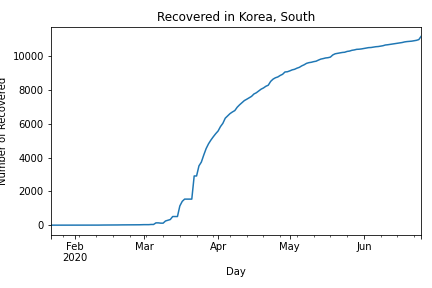 Recovered in Korea, South
Number of Recovered
10000
8000
6000
4000
2000
0
Feb Mar Apr May Jun
2020
Day